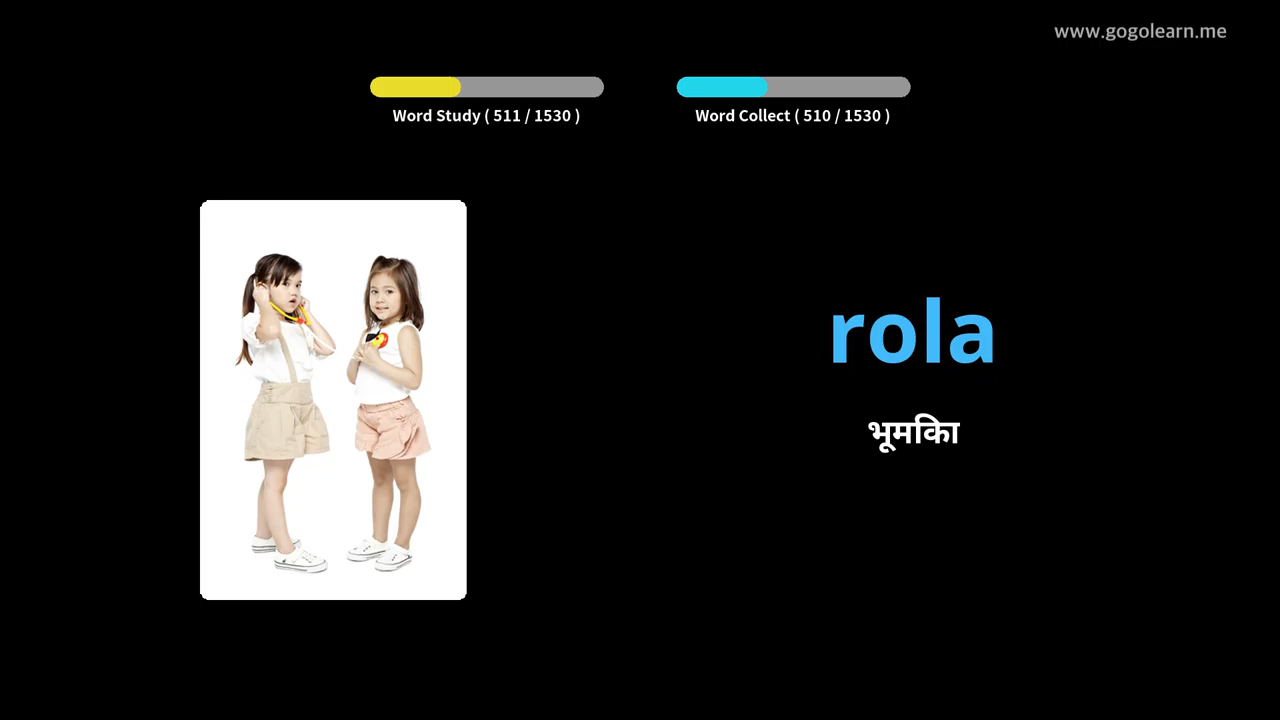 www.gogolearn.me
Word Study ( 511 / 1530 )
Word Collect ( 510 / 1530 )
rola
भूमिका